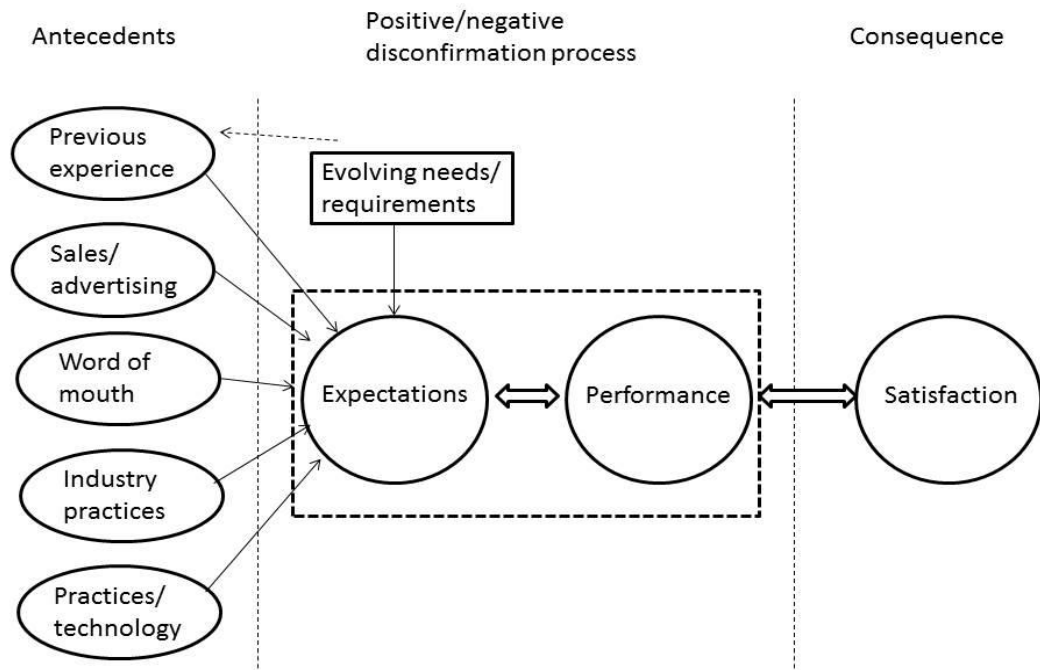 Antecedents
Positive/negative
disconfirmation process
Consequence
Previous
experience
Evolving needs/
requirements
Sales/
advertising
Word of
mouth
Expectations
Performance
Satisfaction
Industry
practices
Practices/
technology